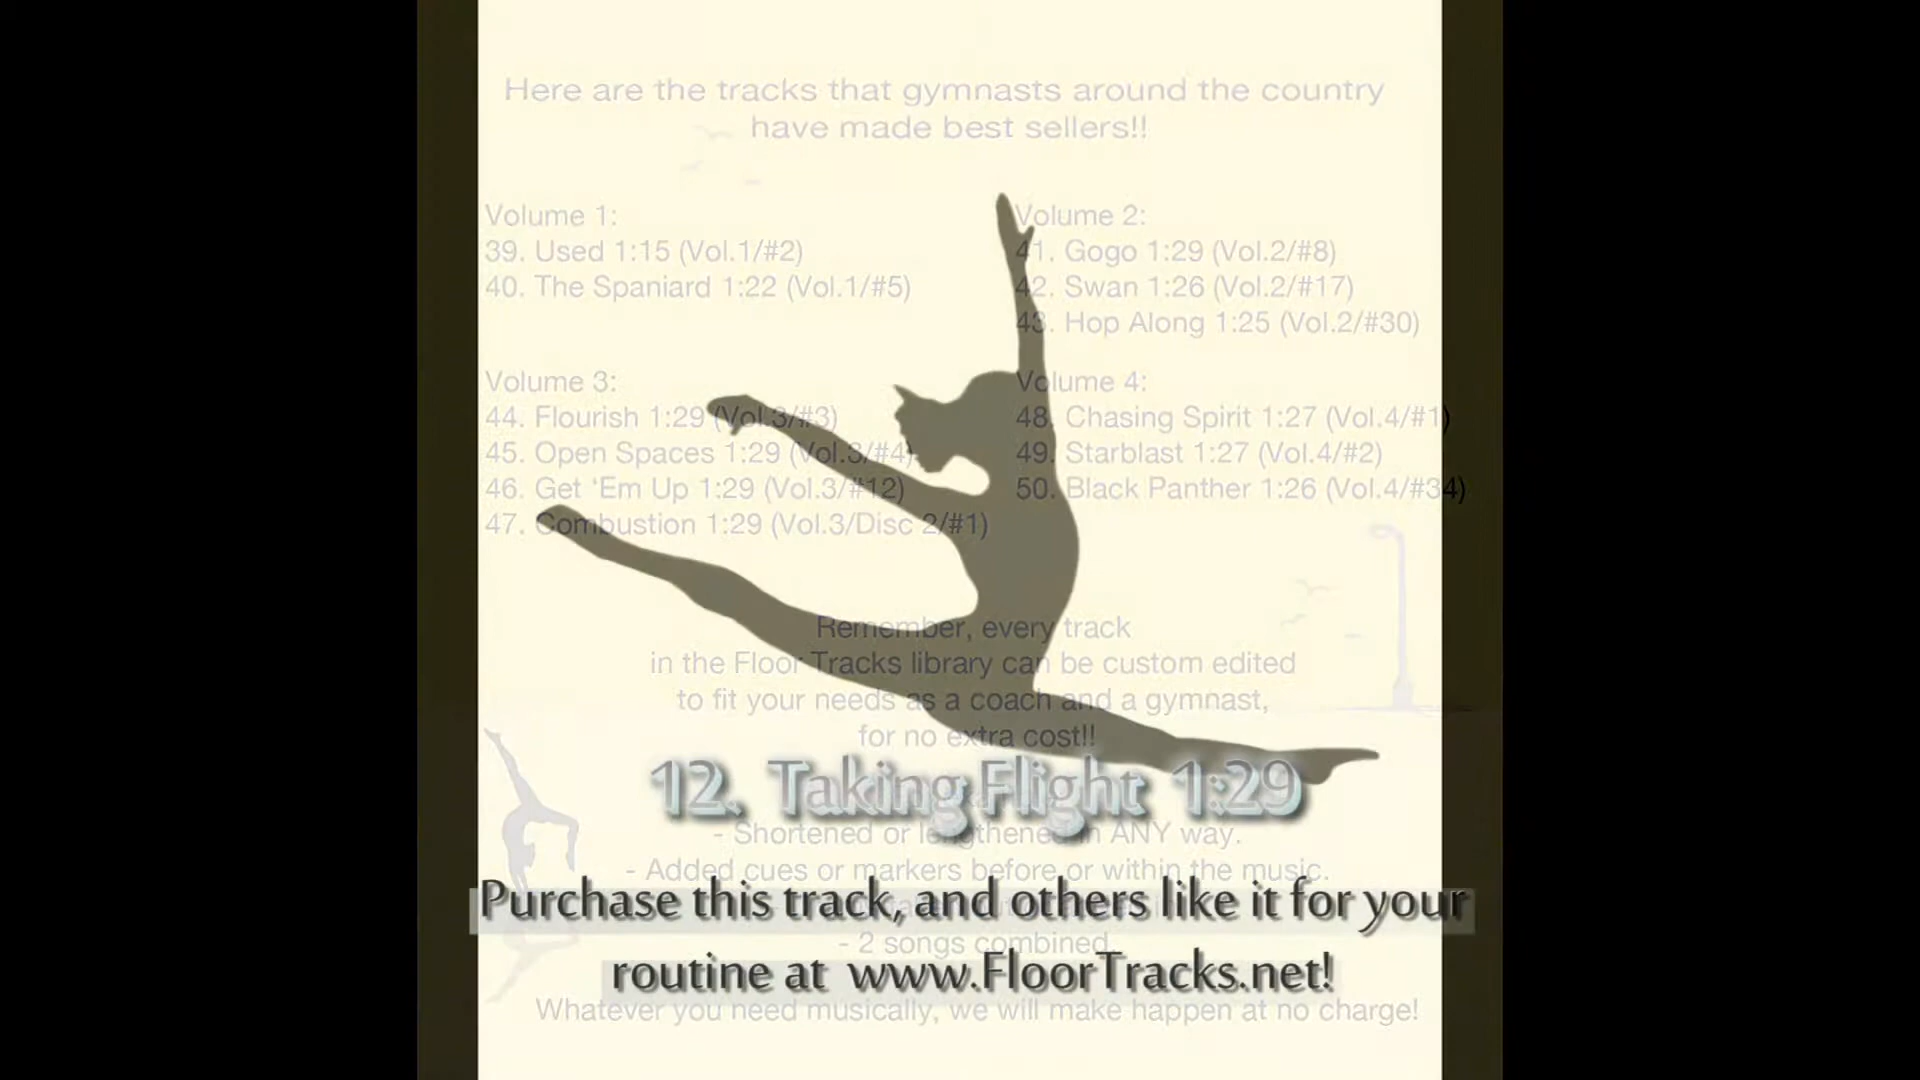 Here are the tracks that gymnasts around the country
have made best sellers!!
Volume 1:
39. Used 1:15 (Vol.1/#2)
40. The Spaniard 1:22 (Vol.1/#5)
Volume 2:
41. Gogo 1:29 (Vol.2/#8)
42. Swan 1:26 (Vol.2/#17)
43. Hop Along 1:25 (Vol.2/#30)
Volume 3:
44. Flourish 1:29 (Vol.3/#3)
45. Open Spaces 1:29 (Vol.3/#4)
46. Get ‘Em Up 1:29 (Vol.3/#12)
47. Combustion 1:29 (Vol.3/Disc 2/#1)
Volume 4:
48. Chasing Spirit 1:27 (Vol.4/#1)
49. Starblast 1:27 (Vol.4/#2)
50. Black Panther 1:26 (Vol.4/#34)
Remember, every track
in the Floor Tracks library can be custom edited
to fit your needs as a coach and a gymnast,
for no extra cost!!
12. Taking Flight 1:29
- Shortened or lengthened in ANY way.
- Added cues or markers before or within the music.
Purchase this track, and others like it for your
- 2 songs combined.
routine at www.FloorTracks.net!
Whatever you need musically, we will make happen at no charge!